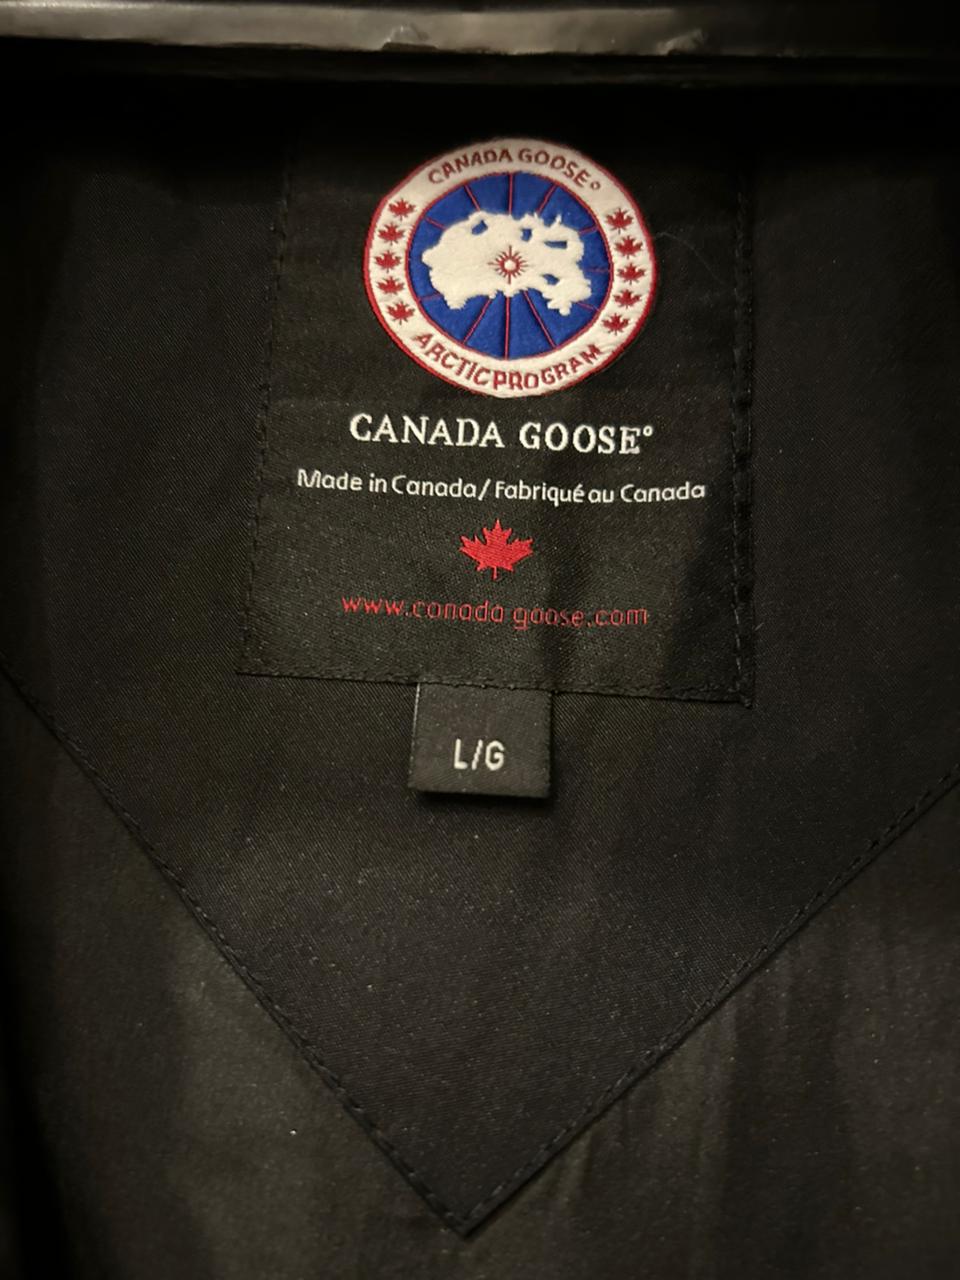 CANADA GOOSE®
ARCTIC PROGRAM
CANADA GOOSE®
Made in Canada/Fabriqué au Canada
www.canada goose.com
L/G